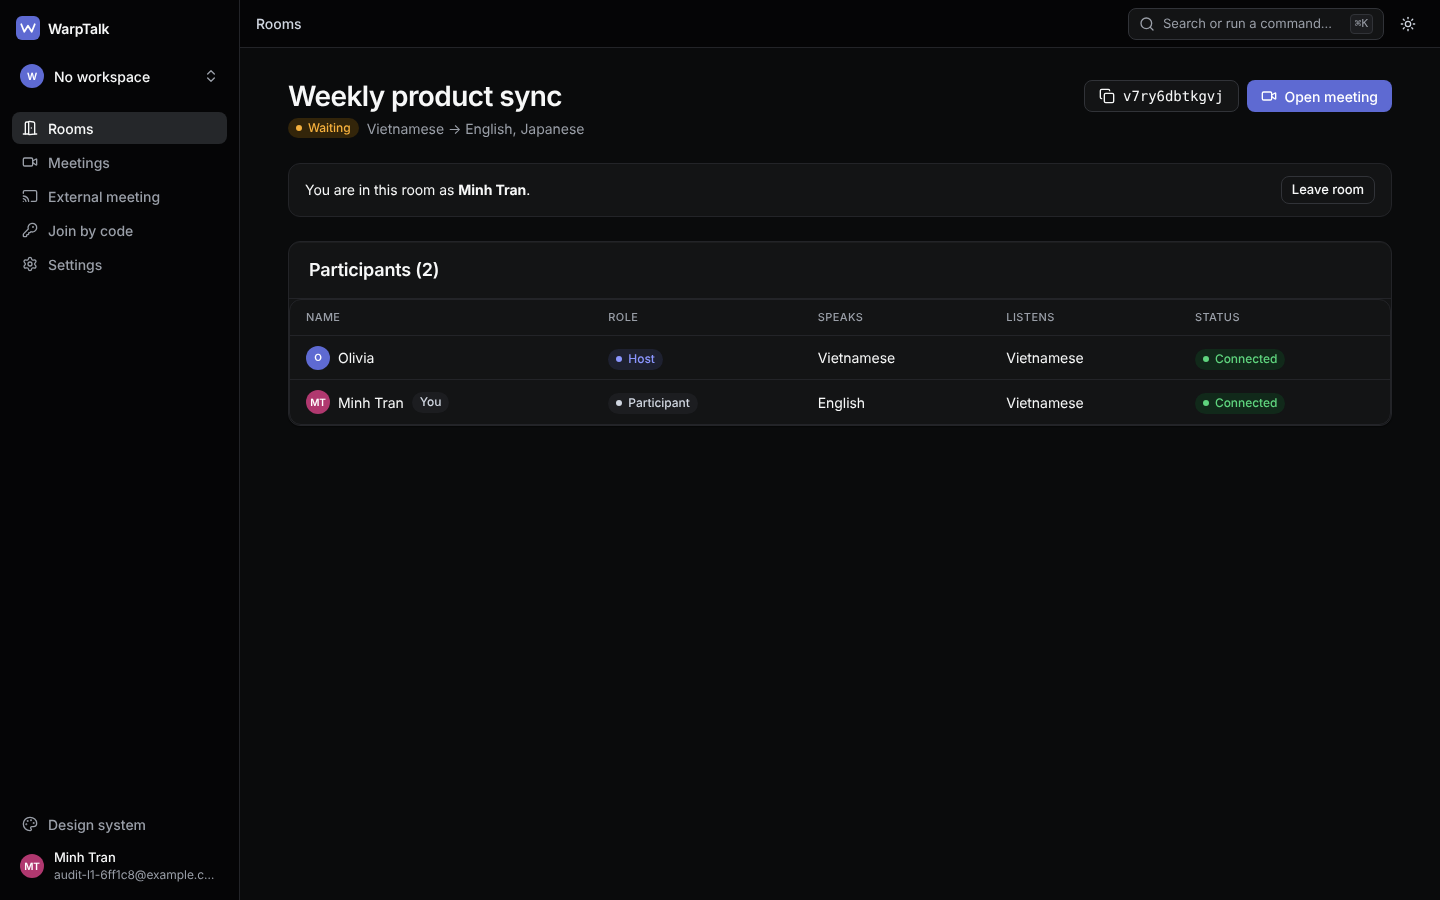 WarpTalk
W No workspace
Rooms
Meetings
External meeting
Join by code
Settings
Design system
MT Minh Tran
audit-l1-6ff1c8@example.c...
Rooms
Search or run a command... ⌘K
Weekly product sync
v7ry6dbtkgvj
Open meeting
Waiting Vietnamese → English, Japanese
You are in this room as Minh Tran.
Leave room
Participants (2)
NAME ROLE SPEAKS LISTENS STATUS
O Olivia Host Vietnamese Vietnamese Connected
MT Minh Tran You Participant English Vietnamese Connected